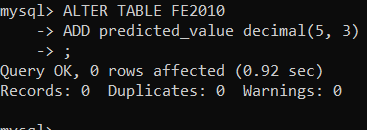 mysql> ALTER TABLE FE2010
-> ADD predicted_value decimal(5, 3)
-> ;
Query OK, 0 rows affected (0.92 sec)
Records: 0  Duplicates: 0  Warnings: 0
mysql>